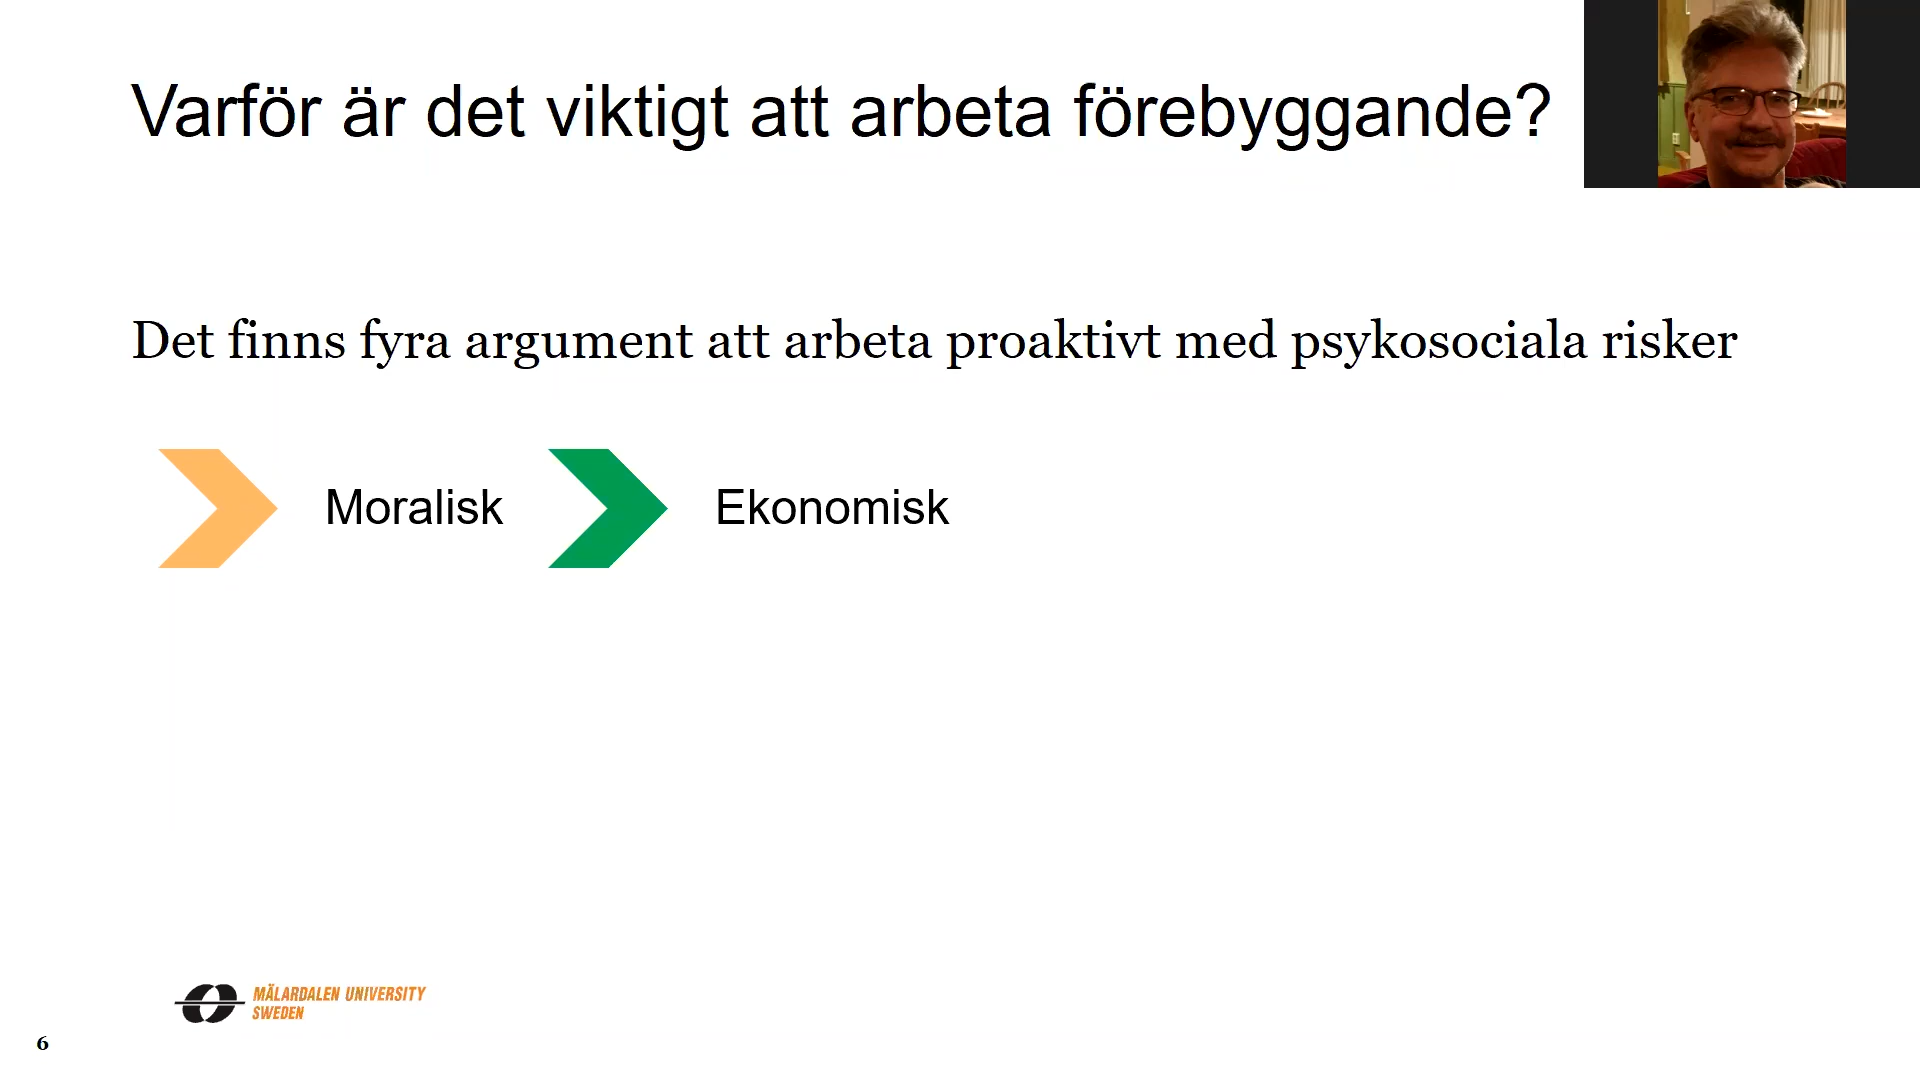 Varför är det viktigt att arbeta förebyggande?
Det finns fyra argument att arbeta proaktivt med psykosociala risker
Moralisk
Ekonomisk
MÄLARDALEN UNIVERSITY
SWEDEN
6